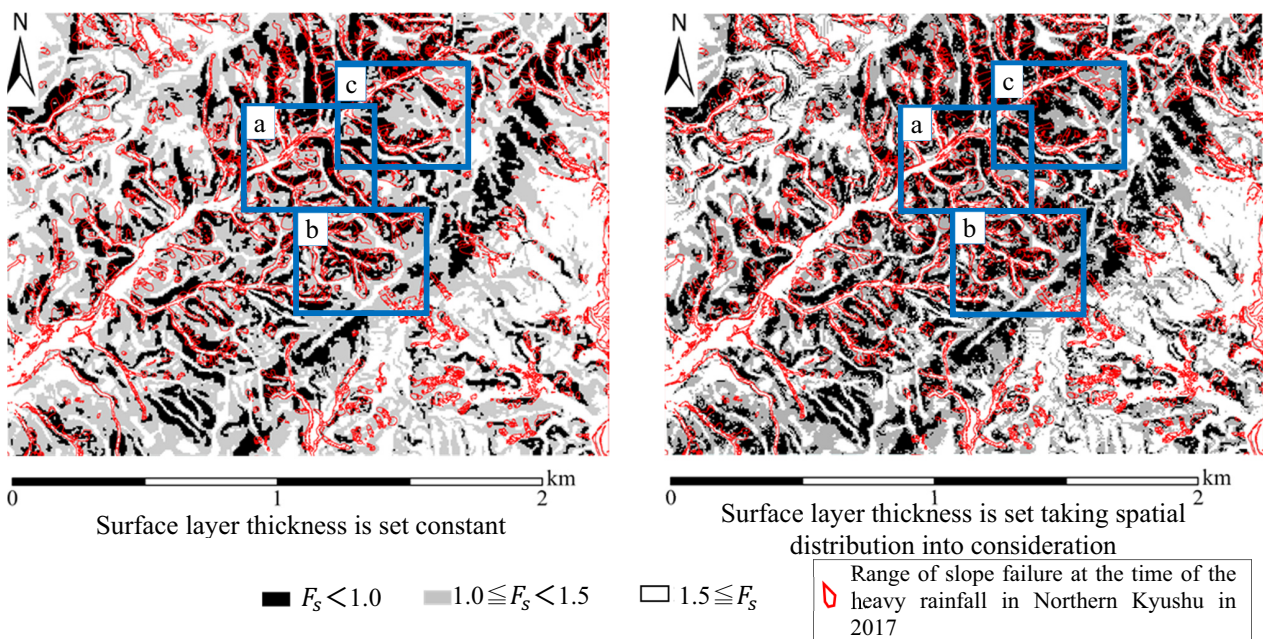 N
c
a
b
0 1 2 km
Surface layer thickness is set constant
N
c
a
b
0 1 2 km
Surface layer thickness is set taking spatial
distribution into consideration
Fs＜1.0 1.0≦Fs＜1.5 1.5≦Fs
Range of slope failure at the time of the
heavy rainfall in Northern Kyushu in
2017